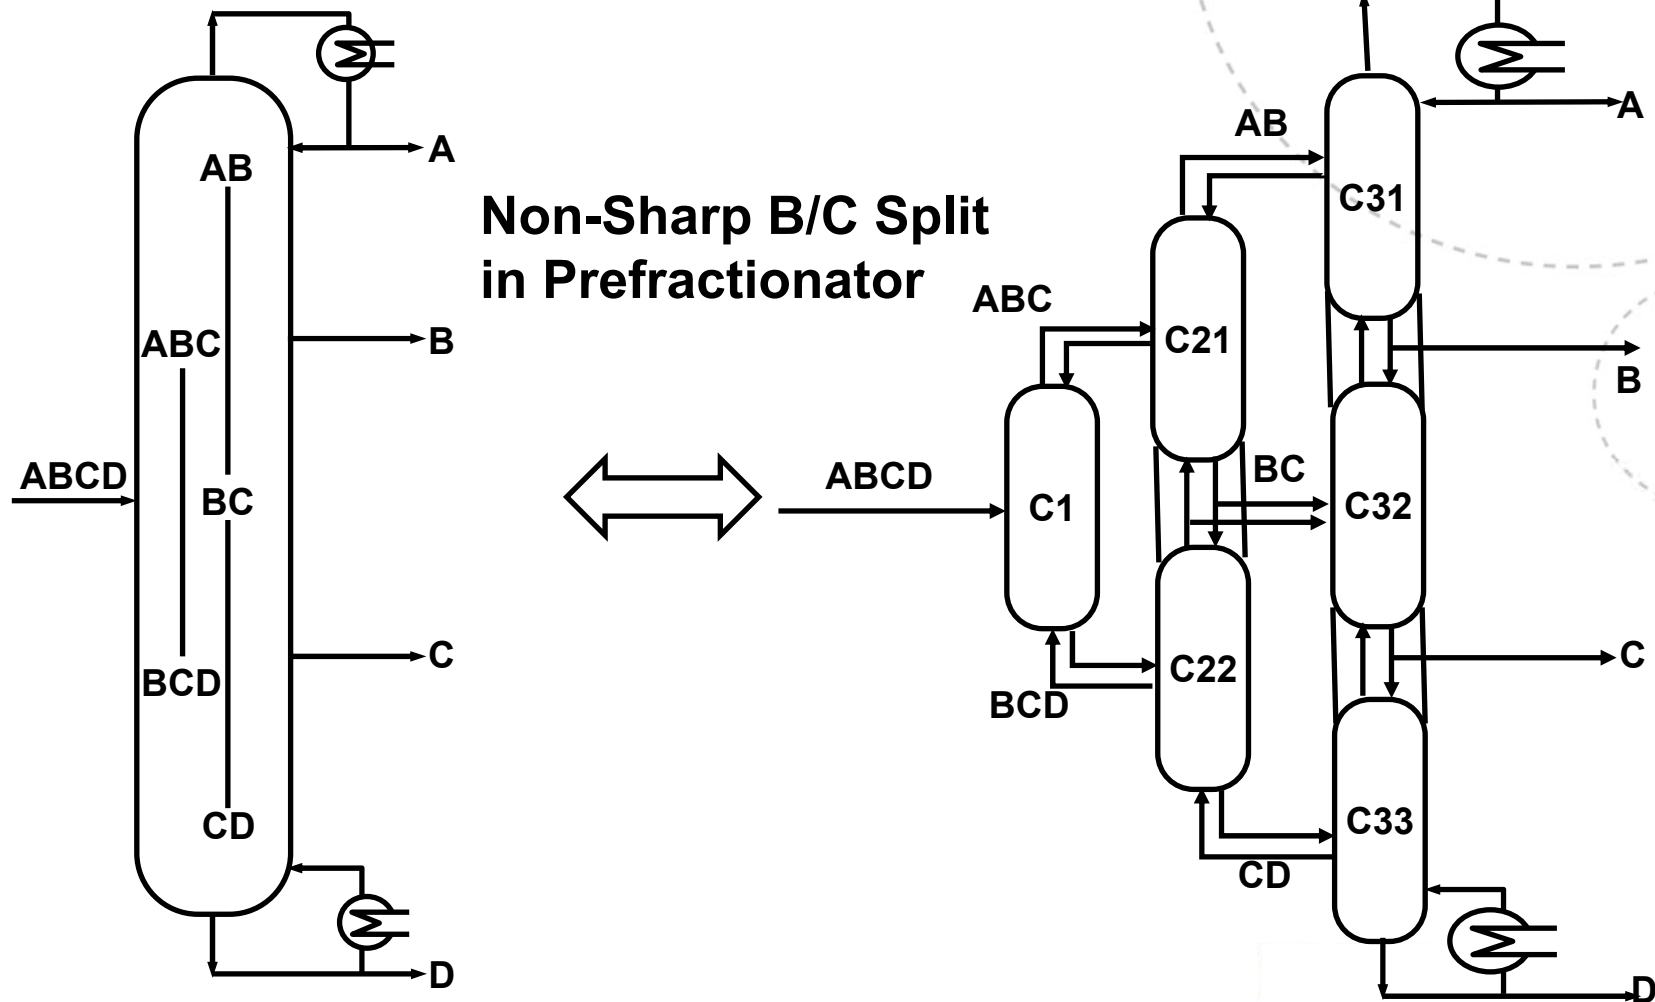 A
AB
Non-Sharp B/C Split
in Prefractionator
ABC
B
ABCD
BC
C
BCD
CD
D
A
AB
C31
ABC
C21
B
BC
ABCD
C1
C32
C22
C
BCD
C33
CD
D